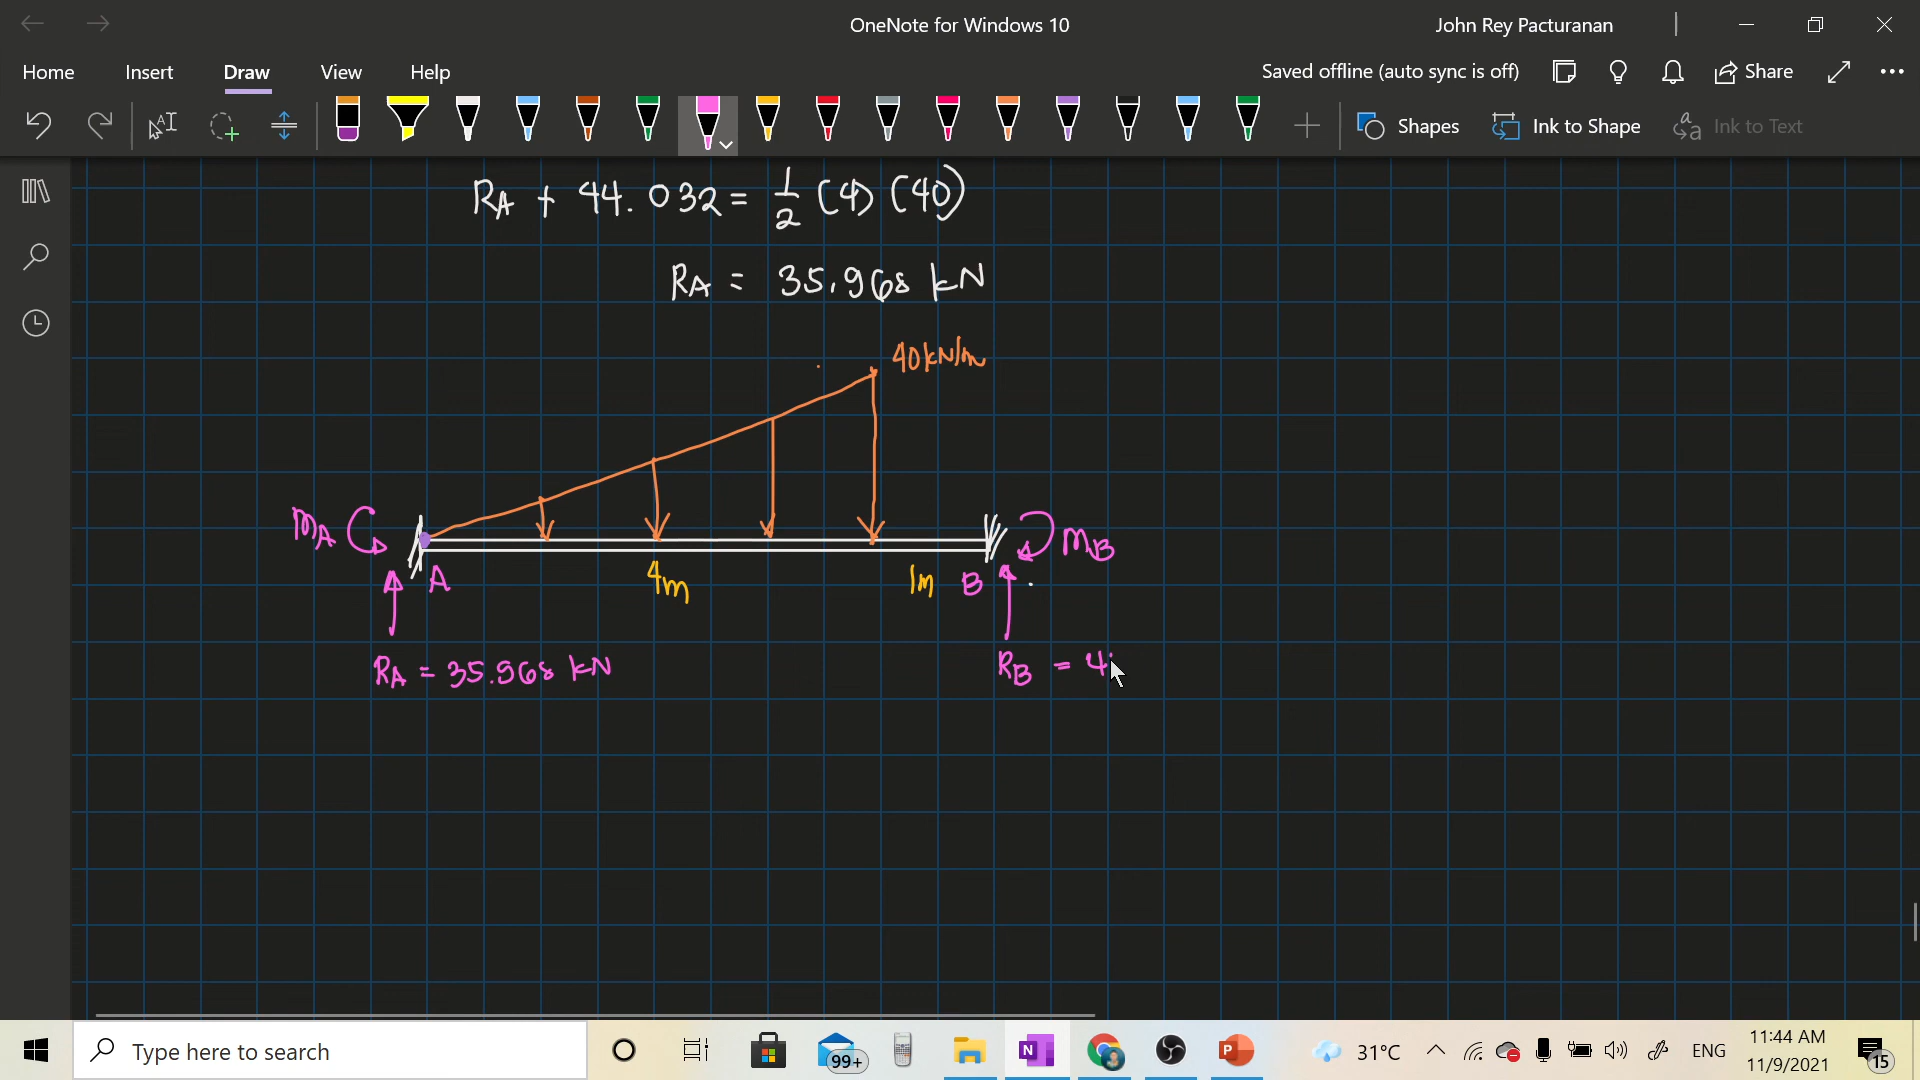 OneNote for Windows 10
John Rey Pacturanan
Home Insert Draw View Help
Saved offline (auto sync is off)
Share
Shapes
Ink to Shape
Ink to Text
RA + 44.032 = 1/2 (4) (40)
RA = 35.968 kN
40kN/m
MA
MB
A
4m
1m
B
RA = 35.968 kN
RB = 4
Type here to search
99+
31°C
ENG
11:44 AM
11/9/2021
15